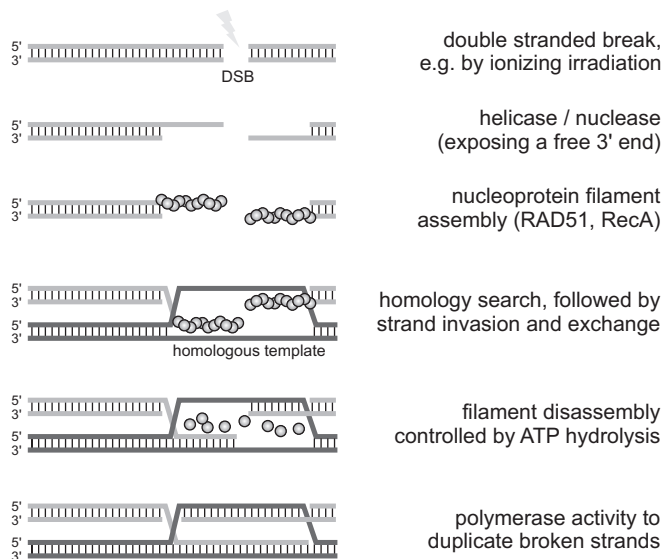 5'
3'
DSB
double stranded break,
e.g. by ionizing irradiation
5'
3'
helicase / nuclease
(exposing a free 3' end)
5'
3'
nucleoprotein filament
assembly (RAD51, RecA)
5'
3'
5'
3'
homologous template
homology search, followed by
strand invasion and exchange
5'
3'
5'
3'
filament disassembly
controlled by ATP hydrolysis
5'
3'
5'
3'
polymerase activity to
duplicate broken strands